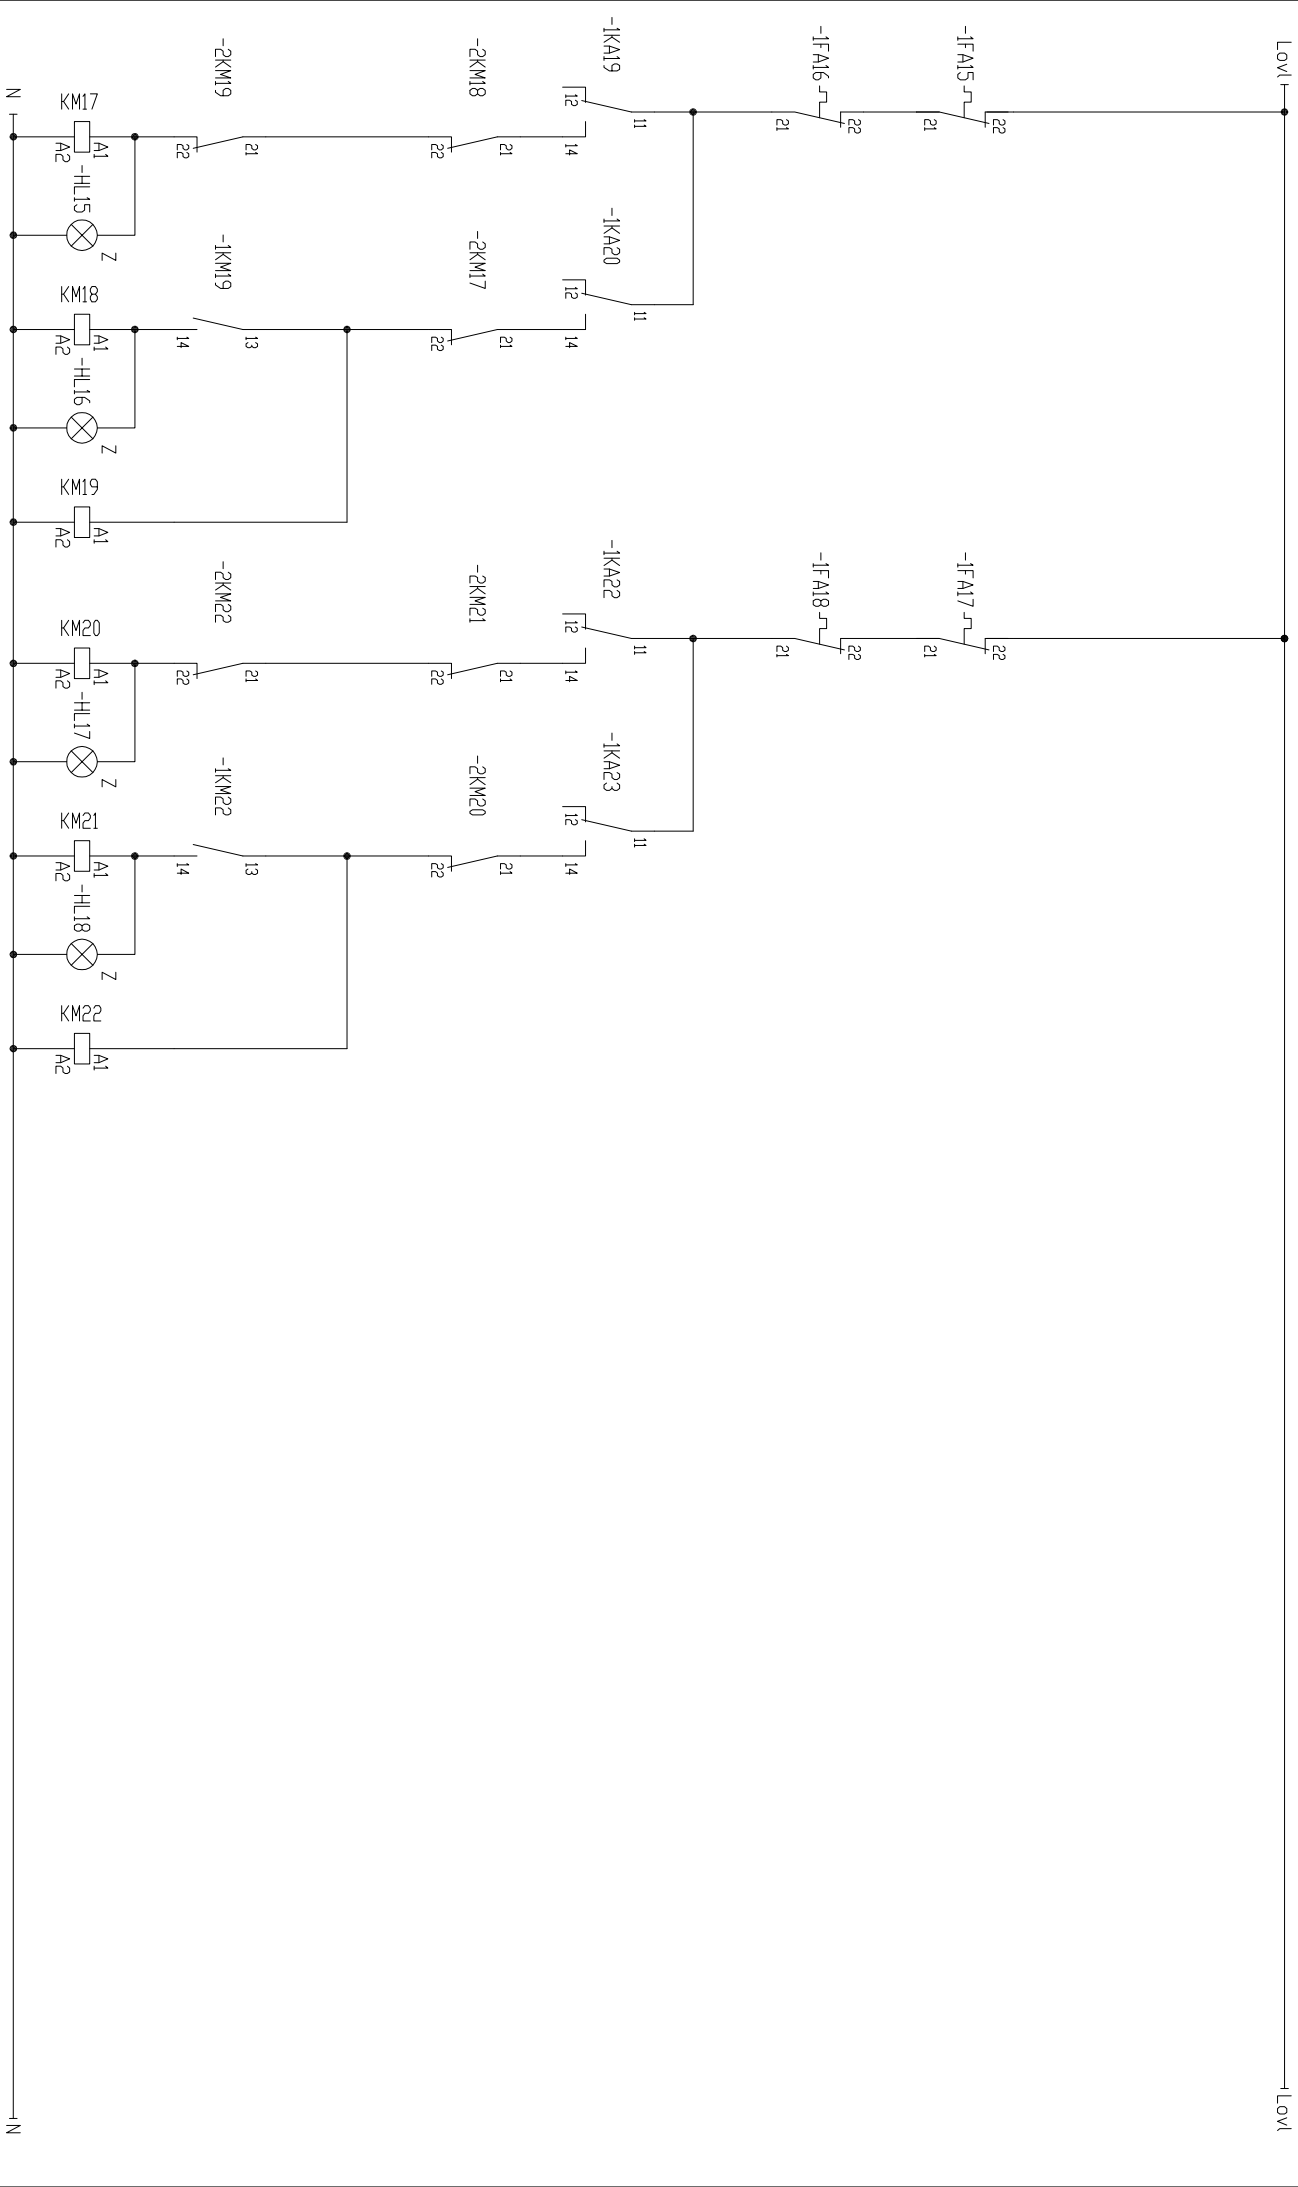 Lovl Lovl
22 22
-1FA15 -1FA17
21 21
22 22
-1FA16 -1FA18
21 21
11 11 11 11
-1KA19 -1KA20 -1KA22 -1KA23
12 14 12 14 12 14 12 14
21 21 21 21
-2KM18 -2KM17 -2KM21 -2KM20
22 22 22 22
21 13 21 13
-2KM19 -1KM19 -2KM22 -1KM22
22 14 22 14
Z Z Z Z
A1 A1 A1 A1 A1 A1
KM17 -HL15 KM18 -HL16 KM19 KM20 -HL17 KM21 -HL18 KM22
A2 A2 A2 A2 A2 A2
N N